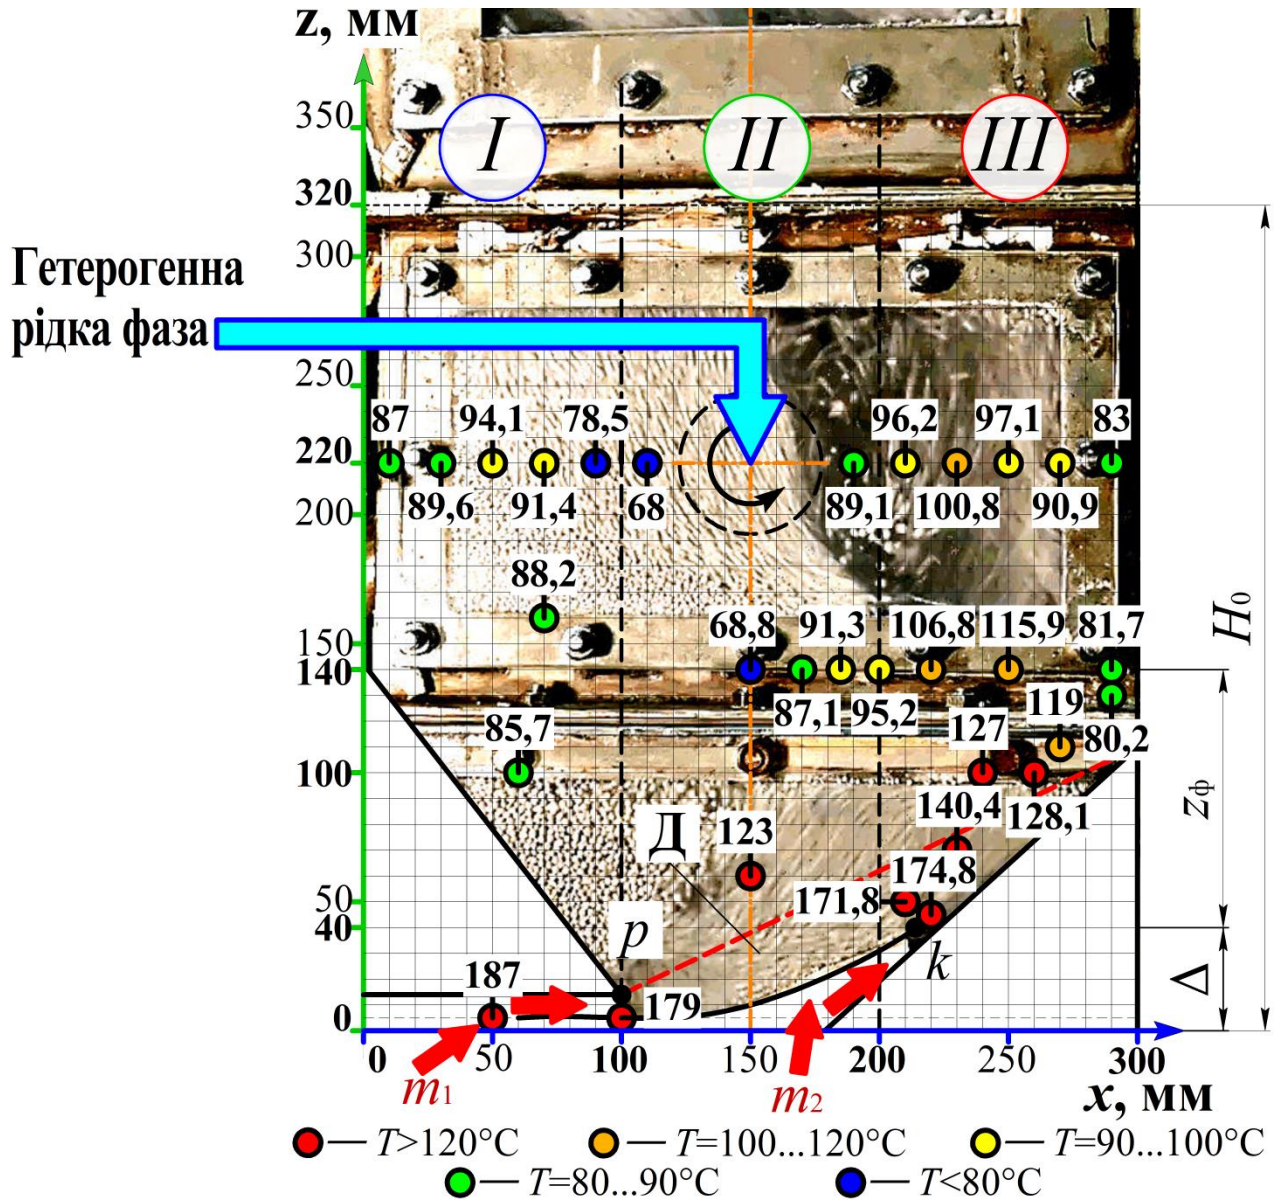 z, мм
350
320
300
250
220
200
150
140
100
50
40
0
I II III
Гетерогенна
рідка фаза
87 94,1 78,5 96,2 97,1 83
89,6 91,4 68 89,1 100,8 90,9
88,2
68,8 91,3 106,8 115,9 81,7
87,1 95,2 127 119
85,7 80,2
140,4 128,1
123 Д
171,8 174,8
p k
187 179
m1 m2
H0
zф
Δ
0 50 100 150 200 250 300
x, мм
T>120°C T=100...120°C T=90...100°C
T=80...90°C T<80°C